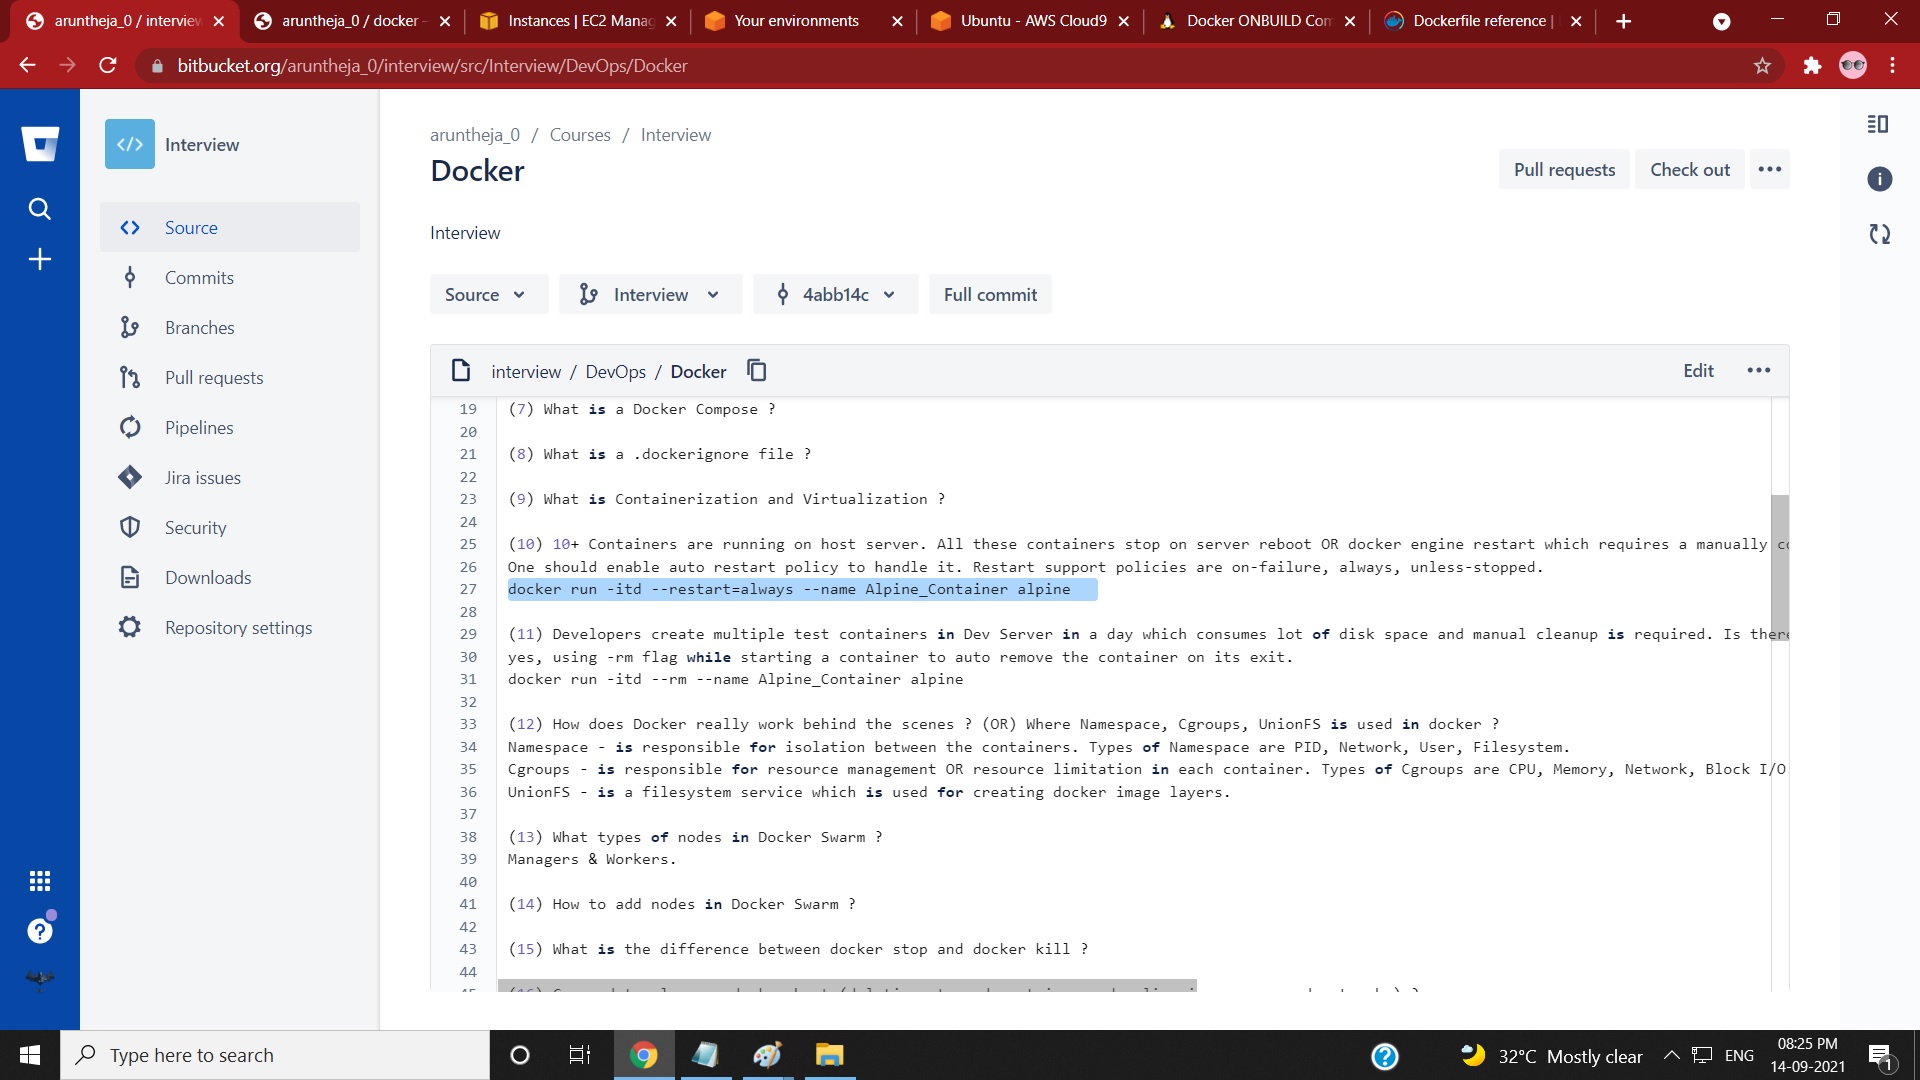 aruntheja_0 / interview
aruntheja_0 / docker
Instances | EC2 Manag
Your environments
Ubuntu - AWS Cloud9
Docker ONBUILD Com
Dockerfile reference |
bitbucket.org/aruntheja_0/interview/src/Interview/DevOps/Docker
Interview
Source
Commits
Branches
Pull requests
Pipelines
Jira issues
Security
Downloads
Repository settings
aruntheja_0 / Courses / Interview
Docker
Pull requests
Check out
Interview
Source
Interview
4abb14c
Full commit
interview / DevOps / Docker
Edit
19 (7) What is a Docker Compose ?
20
21 (8) What is a .dockerignore file ?
22
23 (9) What is Containerization and Virtualization ?
24
25 (10) 10+ Containers are running on host server. All these containers stop on server reboot OR docker engine restart which requires a manually
26 One should enable auto restart policy to handle it. Restart support policies are on-failure, always, unless-stopped.
27 docker run -itd --restart=always --name Alpine_Container alpine
28
29 (11) Developers create multiple test containers in Dev Server in a day which consumes lot of disk space and manual cleanup is required. Is there
30 yes, using -rm flag while starting a container to auto remove the container on its exit.
31 docker run -itd --rm --name Alpine_Container alpine
32
33 (12) How does Docker really work behind the scenes ? (OR) Where Namespace, Cgroups, UnionFS is used in docker ?
34 Namespace - is responsible for isolation between the containers. Types of Namespace are PID, Network, User, Filesystem.
35 Cgroups - is responsible for resource management OR resource limitation in each container. Types of Cgroups are CPU, Memory, Network, Block I/O
36 UnionFS - is a filesystem service which is used for creating docker image layers.
37
38 (13) What types of nodes in Docker Swarm ?
39 Managers & Workers.
40
41 (14) How to add nodes in Docker Swarm ?
42
43 (15) What is the difference between docker stop and docker kill ?
44
Type here to search
32°C Mostly clear
ENG
08:25 PM
14-09-2021
1